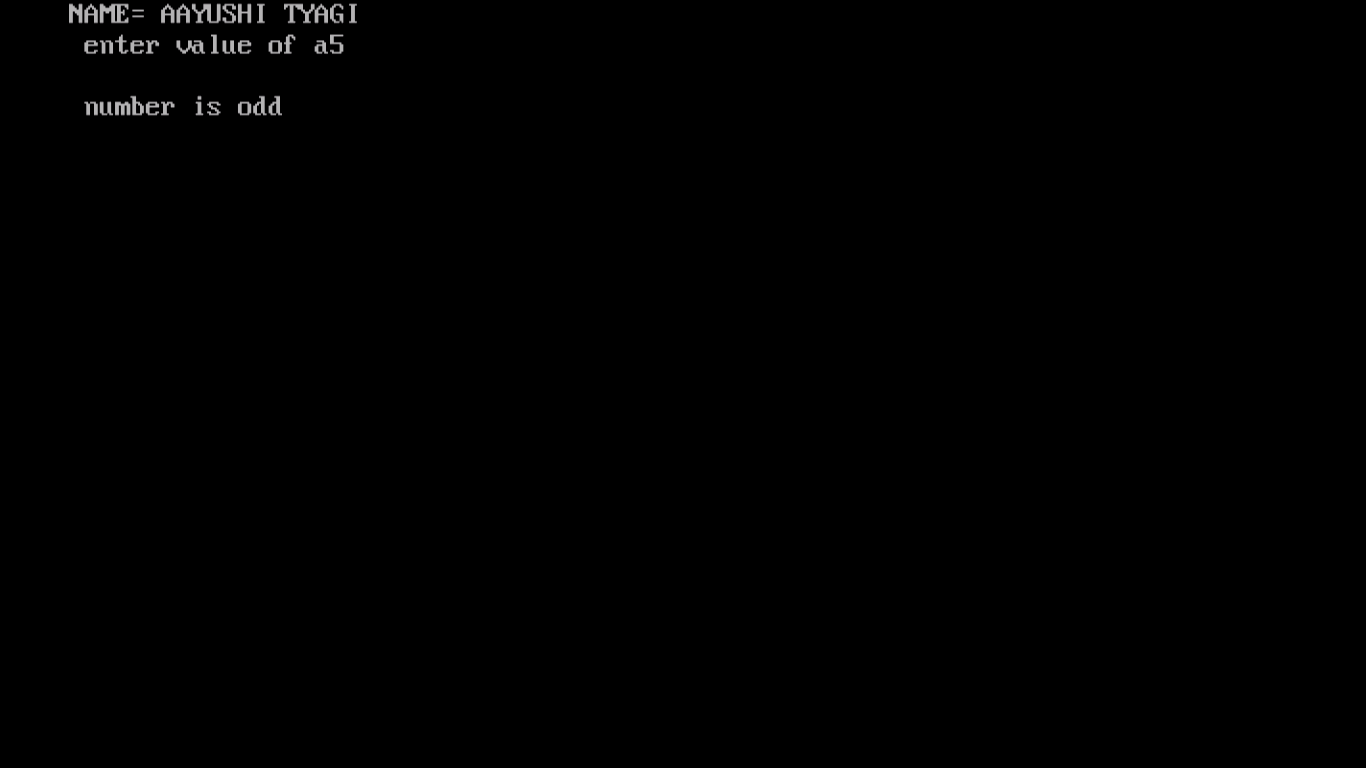 NAME= AAYUSHI TYAGI
enter value of a5
number is odd